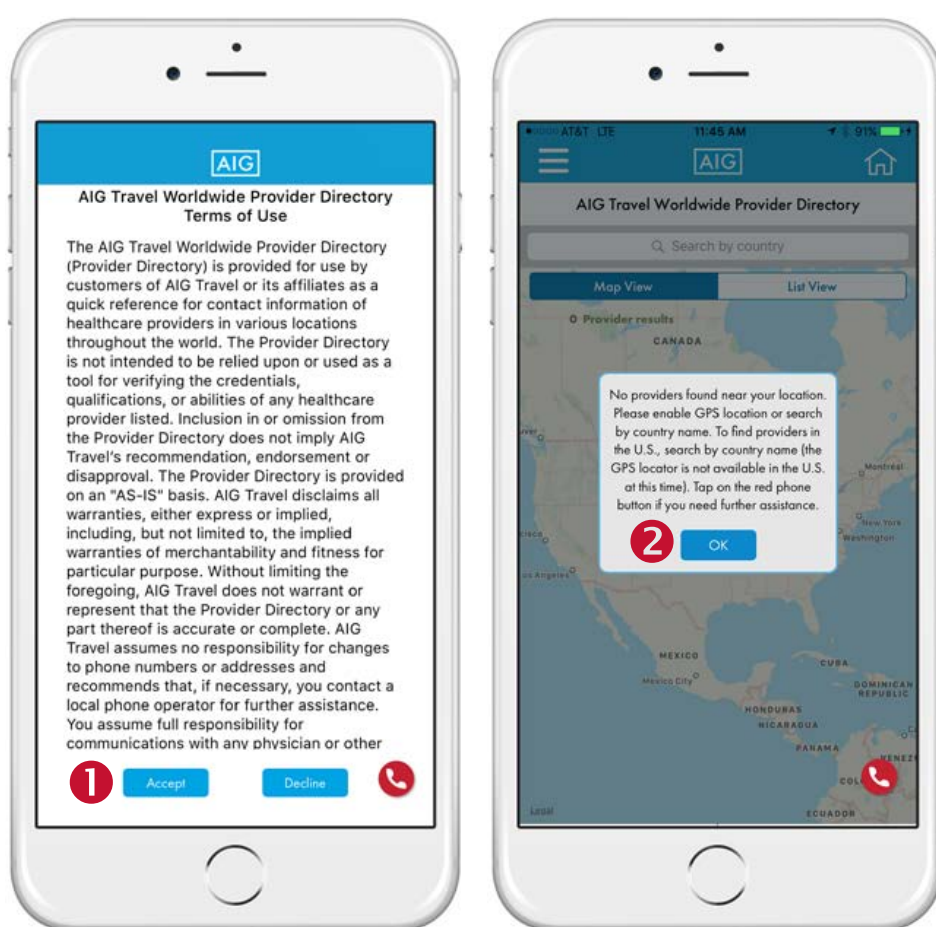 AIG
AIG Travel Worldwide Provider Directory
Terms of Use
The AIG Travel Worldwide Provider Directory
(Provider Directory) is provided for use by
customers of AIG Travel or its affiliates as a
quick reference for contact information of
healthcare providers in various locations
throughout the world. The Provider Directory
is not intended to be relied upon or used as a
tool for verifying the credentials,
qualifications, or abilities of any healthcare
provider listed. Inclusion in or omission from
the Provider Directory does not imply AIG
Travel's recommendation, endorsement or
disapproval. The Provider Directory is provided
on an "AS-IS" basis. AIG Travel disclaims all
warranties, either express or implied,
including, but not limited to, the implied
warranties of merchantability and fitness for
particular purpose. Without limiting the
foregoing, AIG Travel does not warrant or
represent that the Provider Directory or any
part thereof is accurate or complete. AIG
Travel assumes no responsibility for changes
to phone numbers or addresses and
recommends that, if necessary, you contact a
local phone operator for further assistance.
You assume full responsibility for
communications with any physician or other
1 Accept Decline
AT&T LTE 11:45 AM 91%
AIG
AIG Travel Worldwide Provider Directory
Search by country
Map View List View
0 Provider results
CANADA
No providers found near your location.
Please enable GPS location or search
by country name. To find providers in
the U.S., search by country name (the
GPS locator is not available in the U.S.
at this time). Tap on the red phone
button if you need further assistance.
2 OK
Montreal
New York
Washington
os Angeles
MEXICO
Mexico City
CUBA
DOMINICAN
REPUBLIC
HONDURAS
NICARAGUA
PANAMA
VENEZ
COL
ECUADOR
Legal